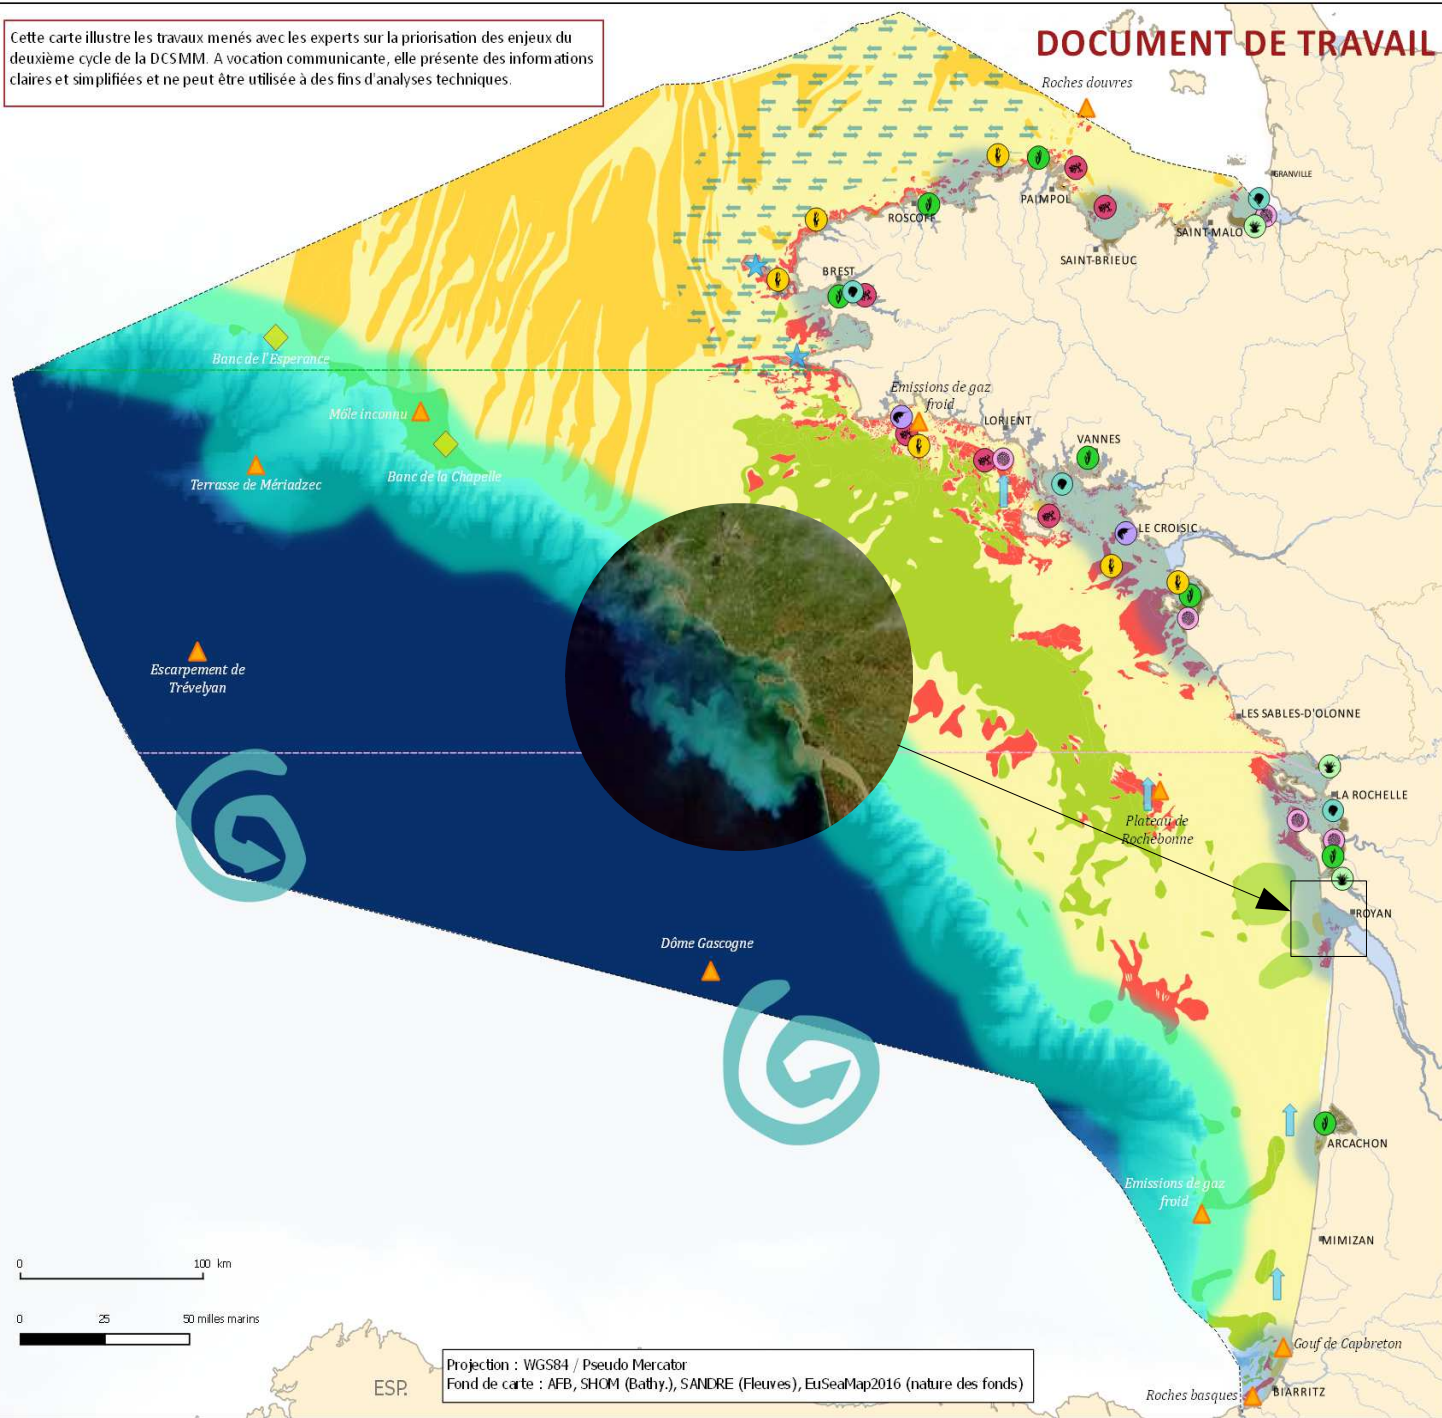 Cette carte illustre les travaux menés avec les experts sur la priorisation des enjeux du
deuxième cycle de la DCSMM. A vocation communicante, elle présente des informations
claires et simplifiées et ne peut être utilisée à des fins d'analyses techniques.
DOCUMENT DE TRAVAIL
Roches douvres
GRANVILLE
PAIMPOL
ROSCOFF
SAINT-MALO
SAINT-BRIEUC
BREST
Banc de l'Esperance
Emissions de gaz
froid
Môle inconnu
LORIENT
VANNES
Banc de la Chapelle
Terrasse de Mériadzec
LE CROISIC
Escarpement de
Trévelyan
LES SABLES-D'OLONNE
LA ROCHELLE
Plateau de
Rochebonne
ROYAN
Dôme Gascogne
ARCACHON
Emissions de gaz
froid
MIMIZAN
0 100 km
0 25 50 milles marins
Gouf de Capbreton
Projection : WGS84 / Pseudo Mercator
Fond de carte : AFB, SHOM (Bathy.), SANDRE (Fleuves), EuSeaMap2016 (nature des fonds)
ESP.
Roches basques
BIARRITZ